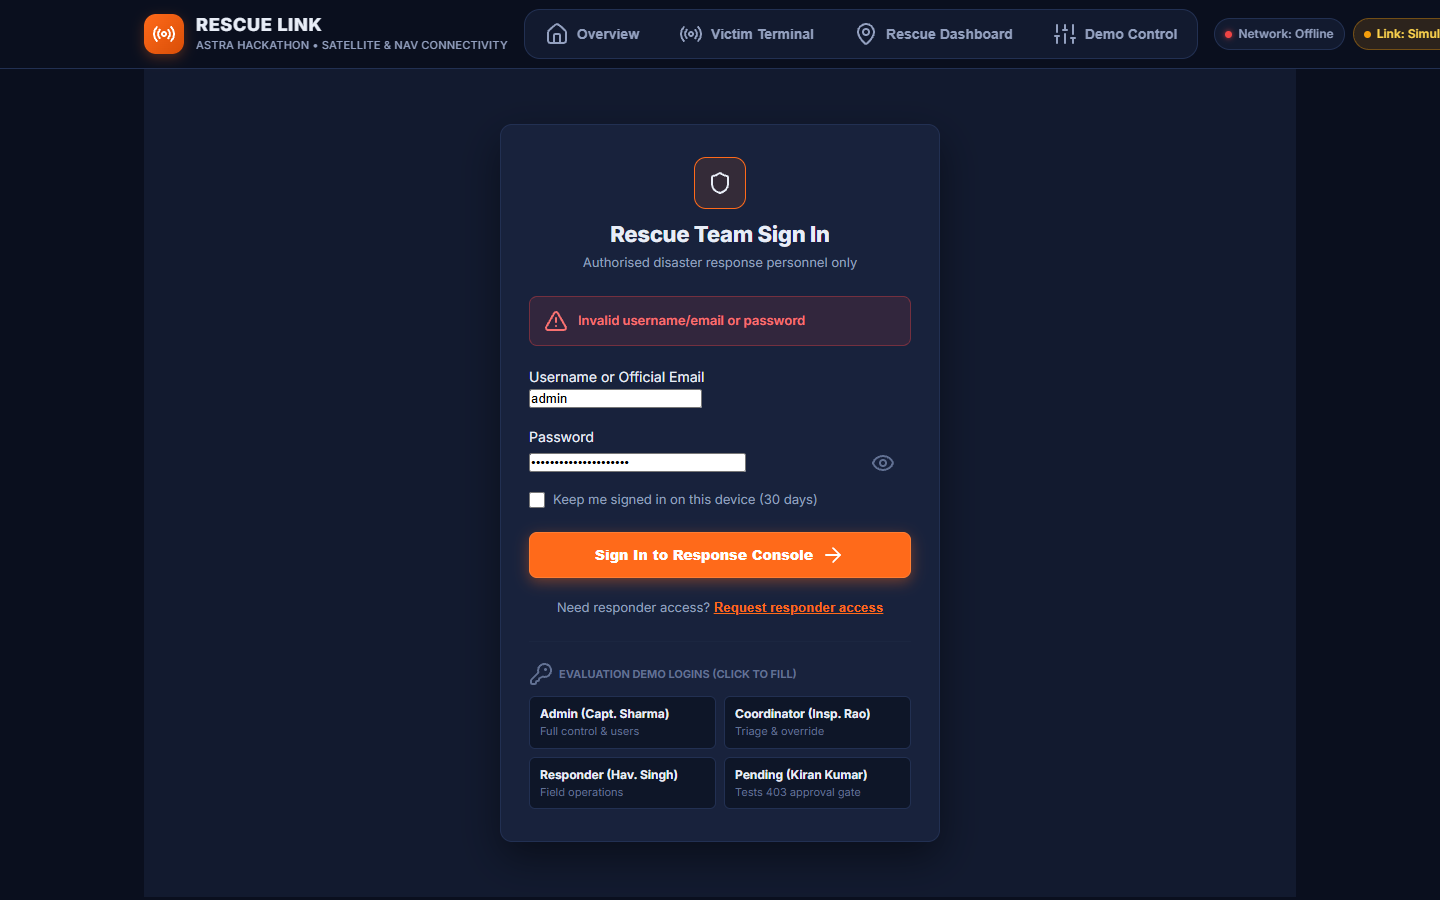 RESCUE LINK
ASTRA HACKATHON • SATELLITE & NAV CONNECTIVITY
Overview
Victim Terminal
Rescue Dashboard
Demo Control
Network: Offline
Link: Simul
Rescue Team Sign In
Authorised disaster response personnel only
Invalid username/email or password
Username or Official Email
admin
Password
•••••••••••••••••••••
Keep me signed in on this device (30 days)
Sign In to Response Console
Need responder access? Request responder access
EVALUATION DEMO LOGINS (CLICK TO FILL)
Admin (Capt. Sharma)
Full control & users
Coordinator (Insp. Rao)
Triage & override
Responder (Hav. Singh)
Field operations
Pending (Kiran Kumar)
Tests 403 approval gate